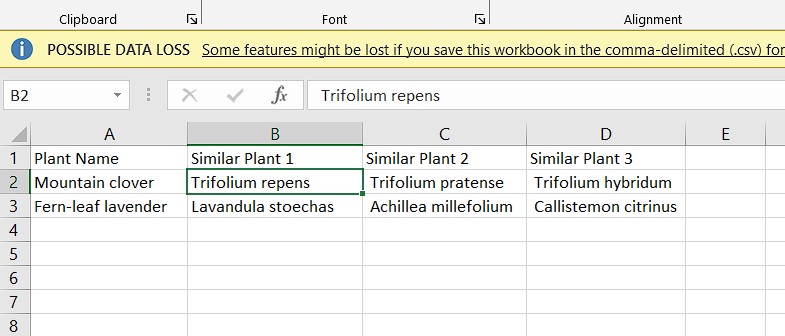 Clipboard Font Alignment
POSSIBLE DATA LOSS Some features might be lost if you save this workbook in the comma-delimited (.csv) for
B2 fx Trifolium repens
A B C D E
1 Plant Name Similar Plant 1 Similar Plant 2 Similar Plant 3
2 Mountain clover Trifolium repens Trifolium pratense Trifolium hybridum
3 Fern-leaf lavender Lavandula stoechas Achillea millefolium Callistemon citrinus
4
5
6
7
8